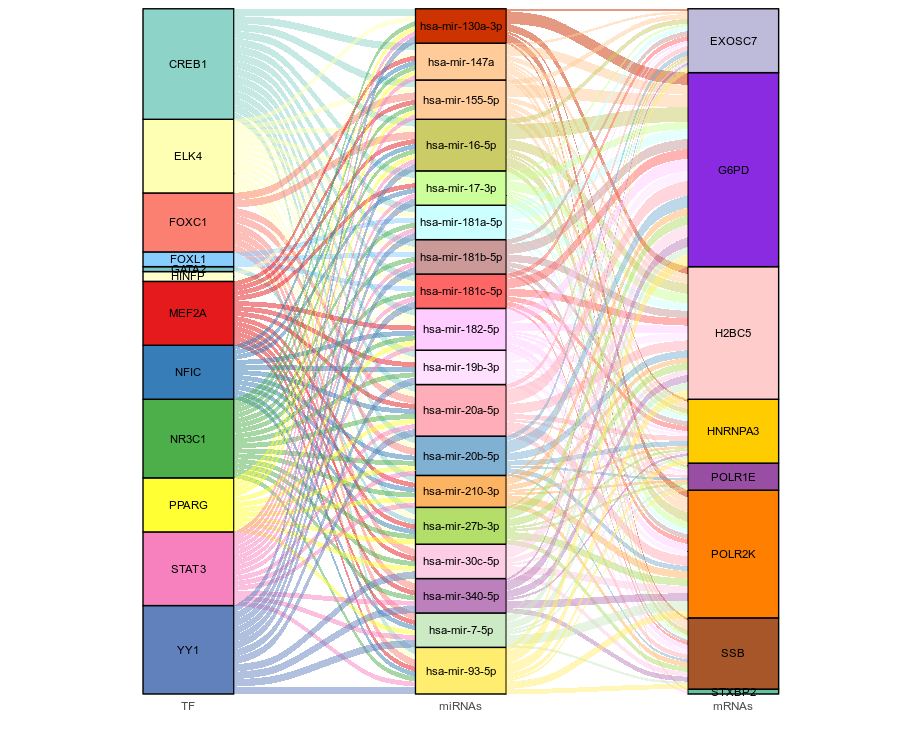 CREB1
ELK4
FOXC1
FOXL1
GATA2
HINFP
MEF2A
NFIC
NR3C1
PPARG
STAT3
YY1
TF
hsa-mir-130a-3p
hsa-mir-147a
hsa-mir-155-5p
hsa-mir-16-5p
hsa-mir-17-3p
hsa-mir-181a-5p
hsa-mir-181b-5p
hsa-mir-181c-5p
hsa-mir-182-5p
hsa-mir-19b-3p
hsa-mir-20a-5p
hsa-mir-20b-5p
hsa-mir-210-3p
hsa-mir-27b-3p
hsa-mir-30c-5p
hsa-mir-340-5p
hsa-mir-7-5p
hsa-mir-93-5p
miRNAs
EXOSC7
G6PD
H2BC5
HNRNPA3
POLR1E
POLR2K
SSB
STXBP2
mRNAs